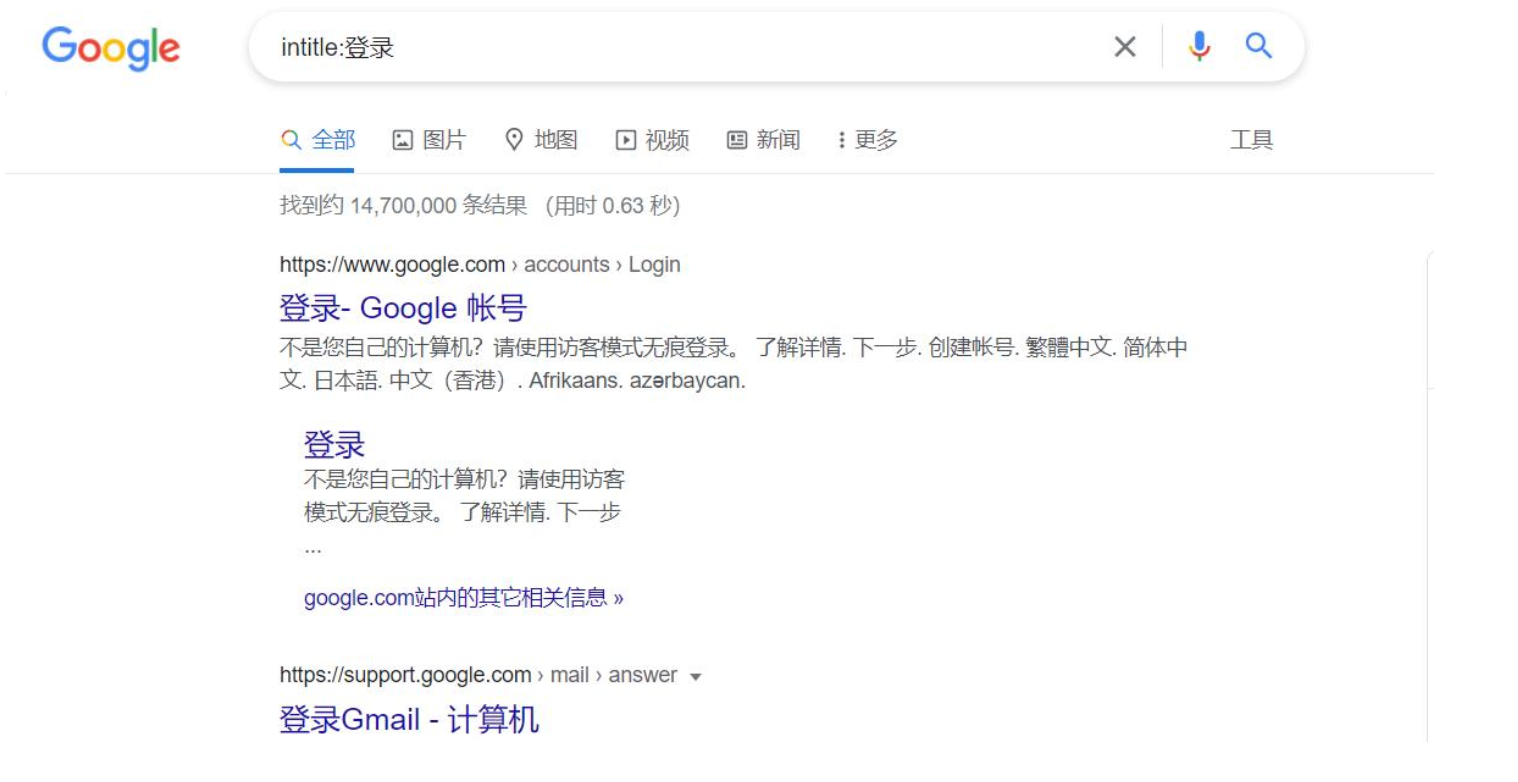 Google
intitle:登录
全部 图片 地图 视频 新闻 更多 工具
找到约 14,700,000 条结果 （用时 0.63 秒）
https://www.google.com › accounts › Login
登录- Google 帐号
不是您自己的计算机？请使用访客模式无痕登录。 了解详情. 下一步. 创建帐号. 繁體中文. 简体中
文. 日本語. 中文（香港）. Afrikaans. azərbaycan.
登录
不是您自己的计算机？请使用访客
模式无痕登录。 了解详情. 下一步
...
google.com站内的其它相关信息 »
https://support.google.com › mail › answer
登录Gmail - 计算机